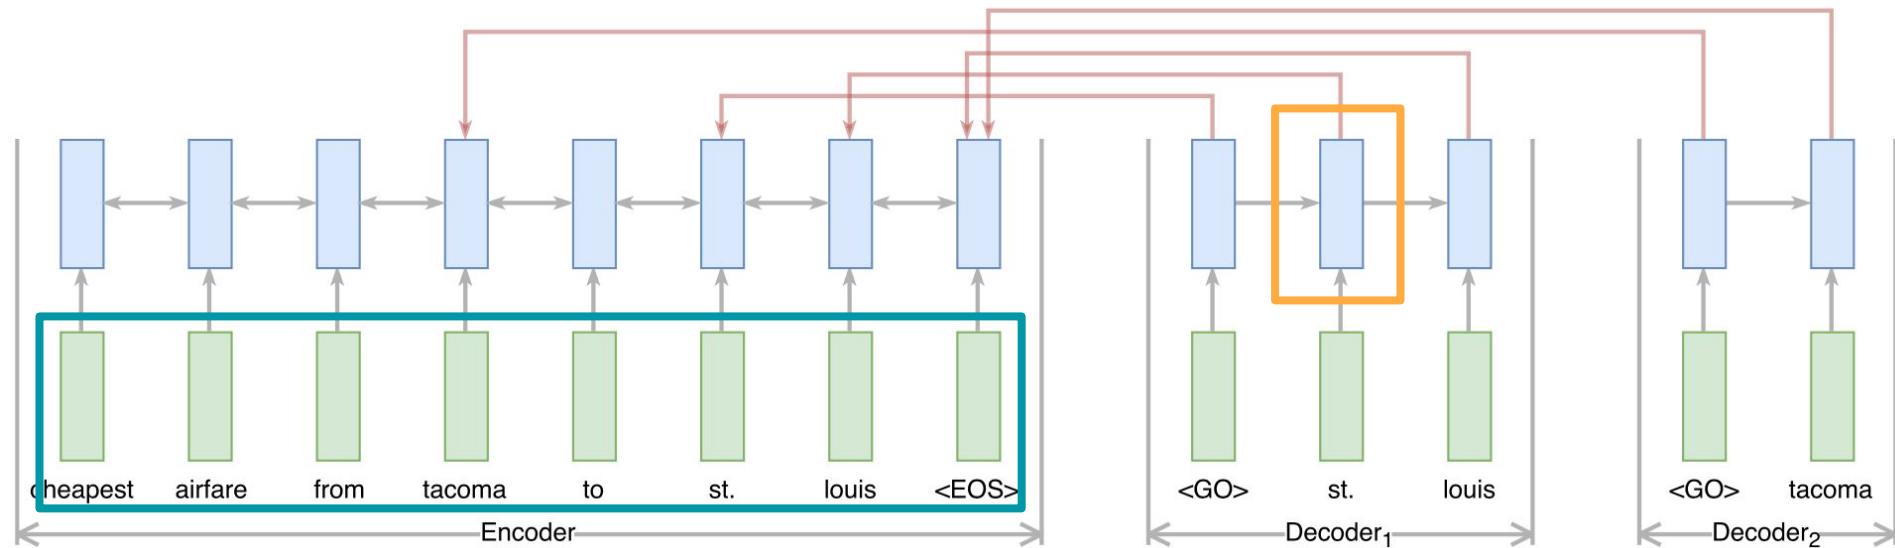 cheapest airfare from tacoma to st. louis <EOS> <GO> st. louis <GO> tacoma
Encoder Decoder1 Decoder2